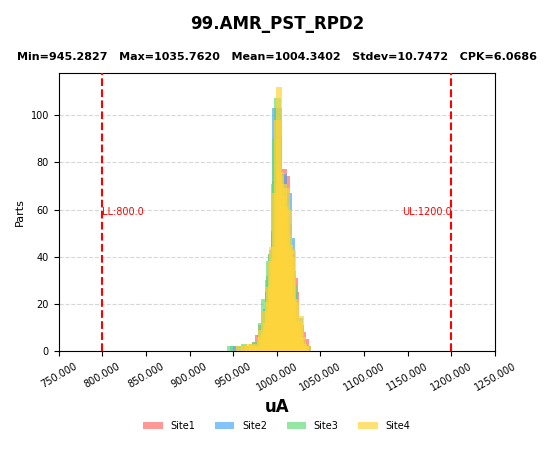 99.AMR_PST_RPD2
Min=945.2827 Max=1035.7620 Mean=1004.3402 Stdev=10.7472 CPK=6.0686
100
80
60
40
20
0
Parts
LL:800.0
UL:1200.0
750.000 800.000 850.000 900.000 950.000 1000.000 1050.000 1100.000 1150.000 1200.000 1250.000
uA
Site1 Site2 Site3 Site4